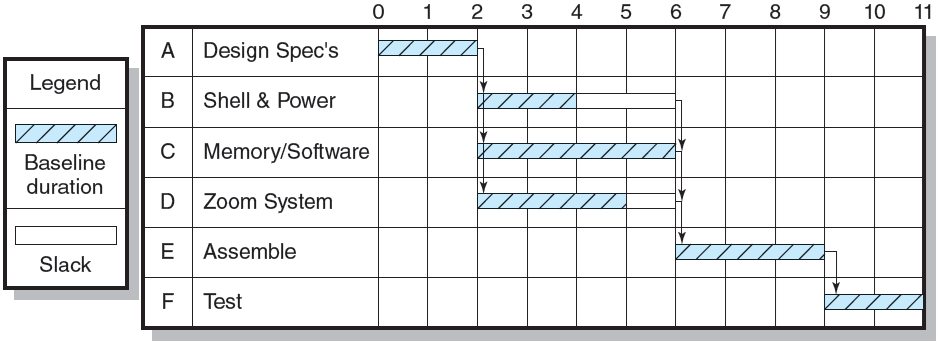 0 1 2 3 4 5 6 7 8 9 10 11
A Design Spec's
B Shell & Power
C Memory/Software
D Zoom System
E Assemble
F Test
Legend
Baseline
duration
Slack